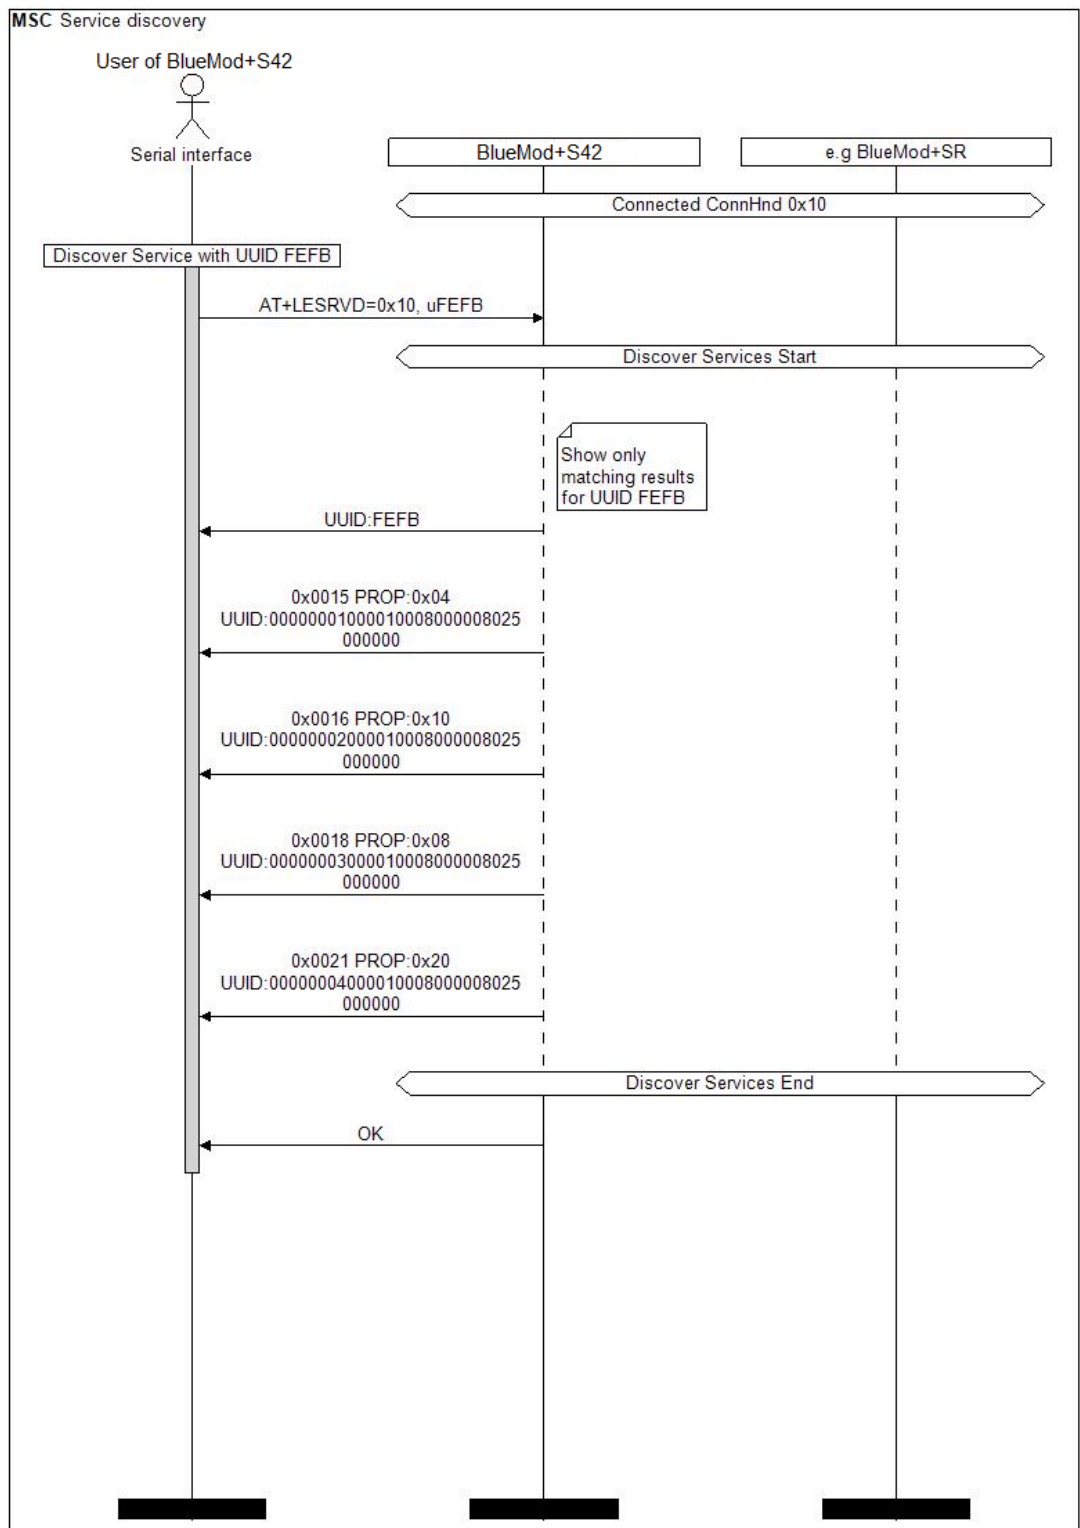 MSC Service discovery
User of BlueMod+S42
Serial interface
BlueMod+S42
e.g BlueMod+SR
Connected ConnHnd 0x10
Discover Service with UUID FEFB
AT+LESRVD=0x10, uFEFB
Discover Services Start
Show only
matching results
for UUID FEFB
UUID:FEFB
0x0015 PROP:0x04
UUID:00000001000010008000008025
000000
0x0016 PROP:0x10
UUID:00000002000010008000008025
000000
0x0018 PROP:0x08
UUID:00000003000010008000008025
000000
0x0021 PROP:0x20
UUID:00000004000010008000008025
000000
Discover Services End
OK